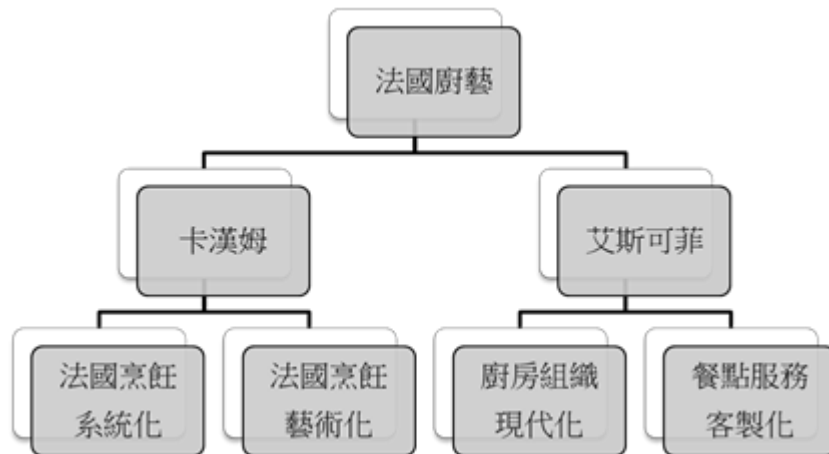 法國廚藝
卡漢姆
艾斯可菲
法國烹飪
系統化
法國烹飪
藝術化
廚房組織
現代化
餐點服務
客製化